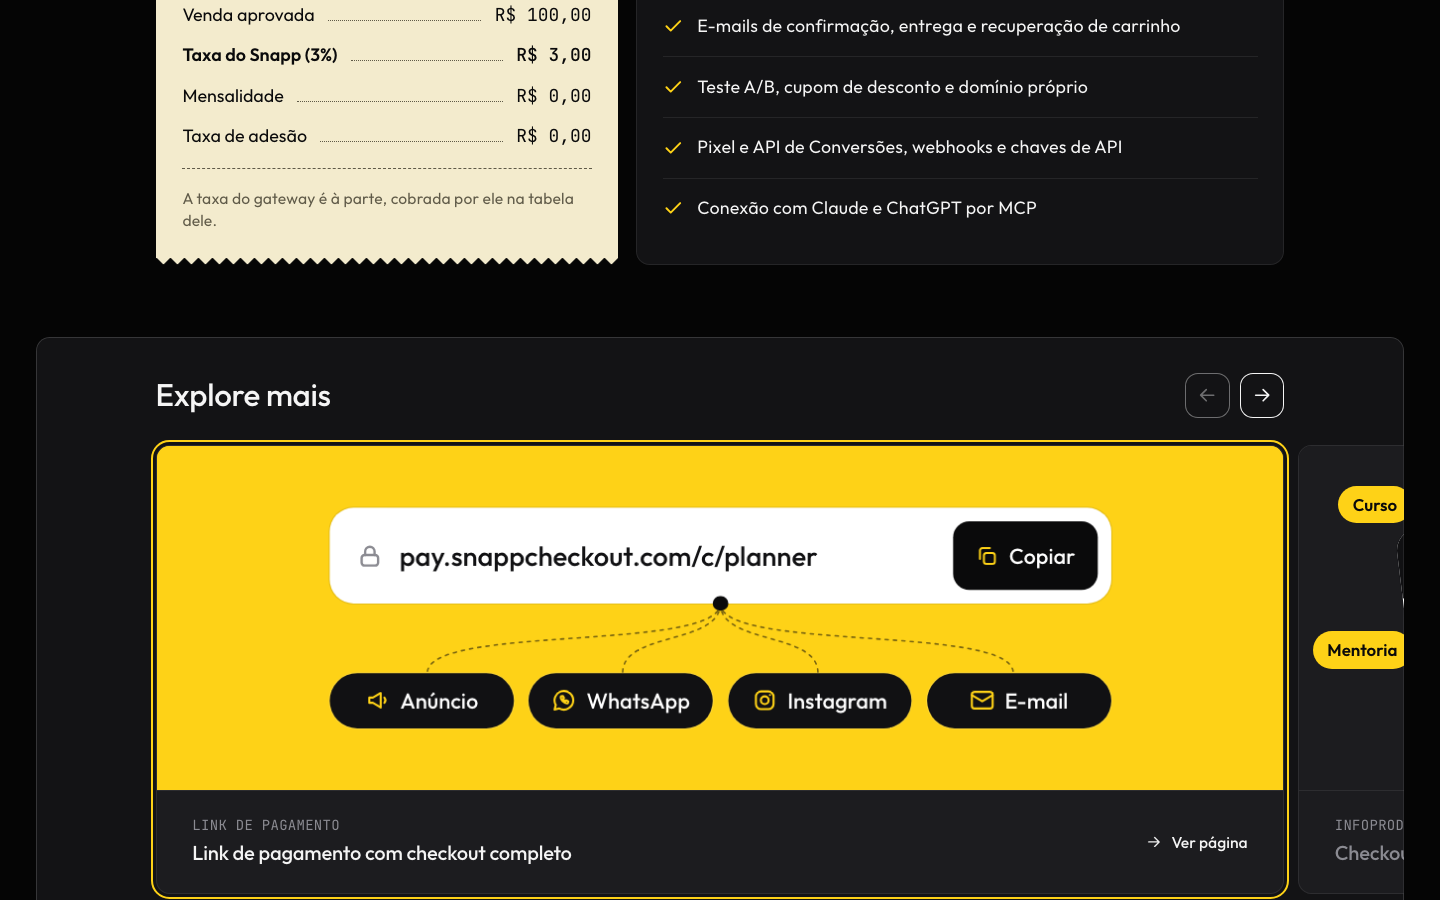 Venda aprovada R$ 100,00
Taxa do Snapp (3%) R$ 3,00
Mensalidade R$ 0,00
Taxa de adesão R$ 0,00
A taxa do gateway é à parte, cobrada por ele na tabela
dele.
E-mails de confirmação, entrega e recuperação de carrinho
Teste A/B, cupom de desconto e domínio próprio
Pixel e API de Conversões, webhooks e chaves de API
Conexão com Claude e ChatGPT por MCP
Explore mais
pay.snappcheckout.com/c/planner
Copiar
Anúncio
WhatsApp
Instagram
E-mail
LINK DE PAGAMENTO
Link de pagamento com checkout completo
Ver página
Curso
Mentoria